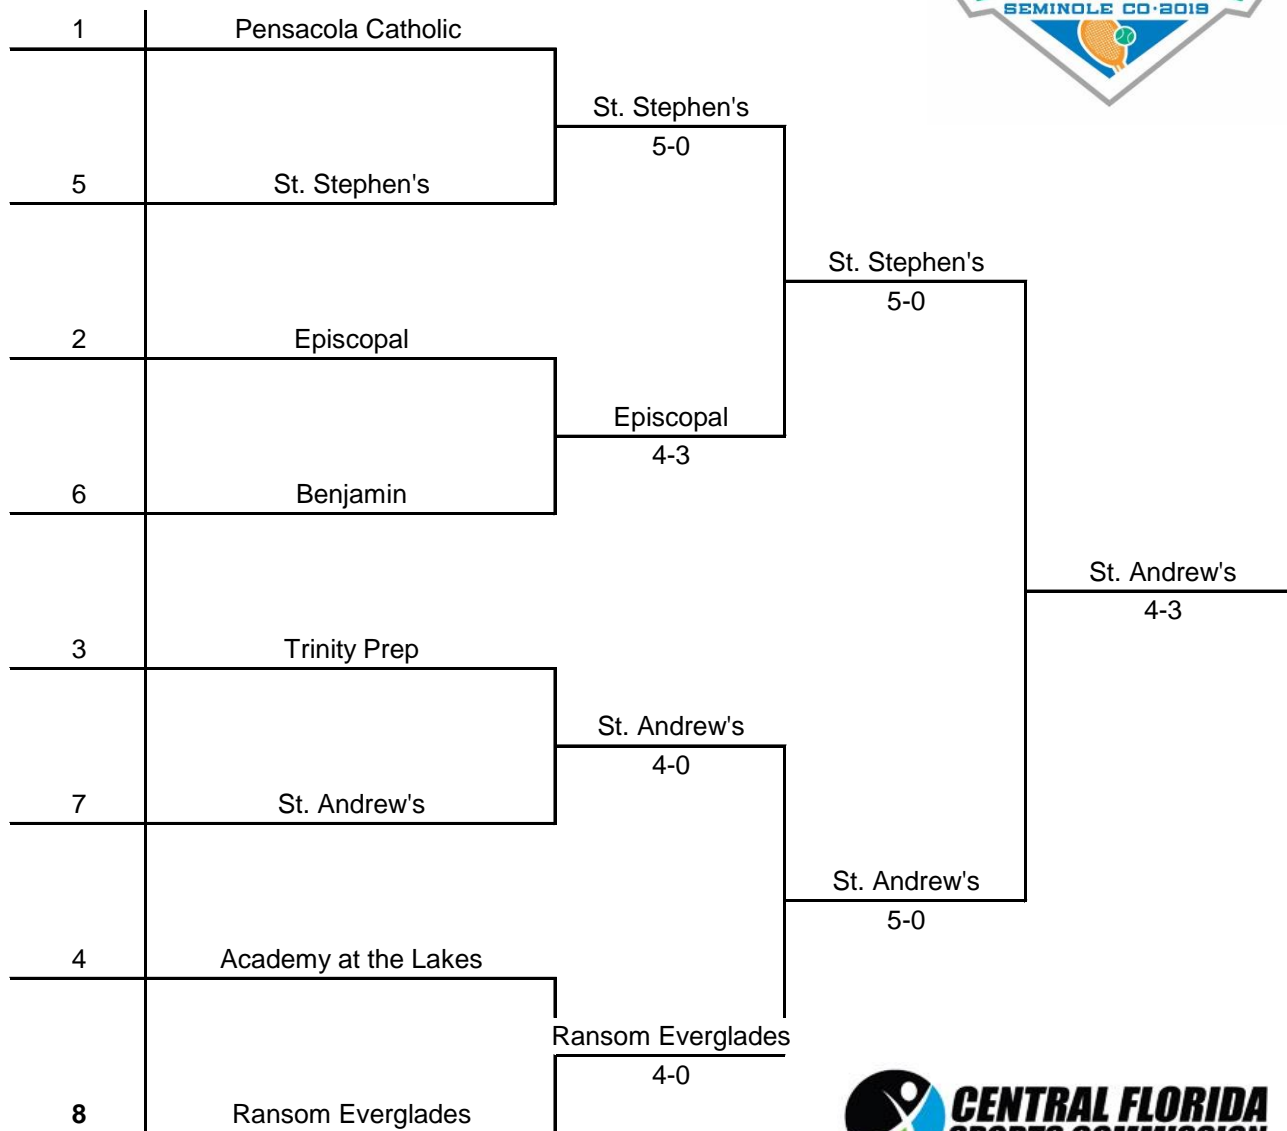 SEMINOLE CO·2019
1 Pensacola Catholic
St. Stephen's
5-0
5 St. Stephen's
St. Stephen's
5-0
2 Episcopal
Episcopal
4-3
6 Benjamin
St. Andrew's
4-3
3 Trinity Prep
St. Andrew's
4-0
7 St. Andrew's
St. Andrew's
5-0
4 Academy at the Lakes
Ransom Everglades
4-0
8 Ransom Everglades
CENTRAL FLORIDA
SPORTS COMMISSION